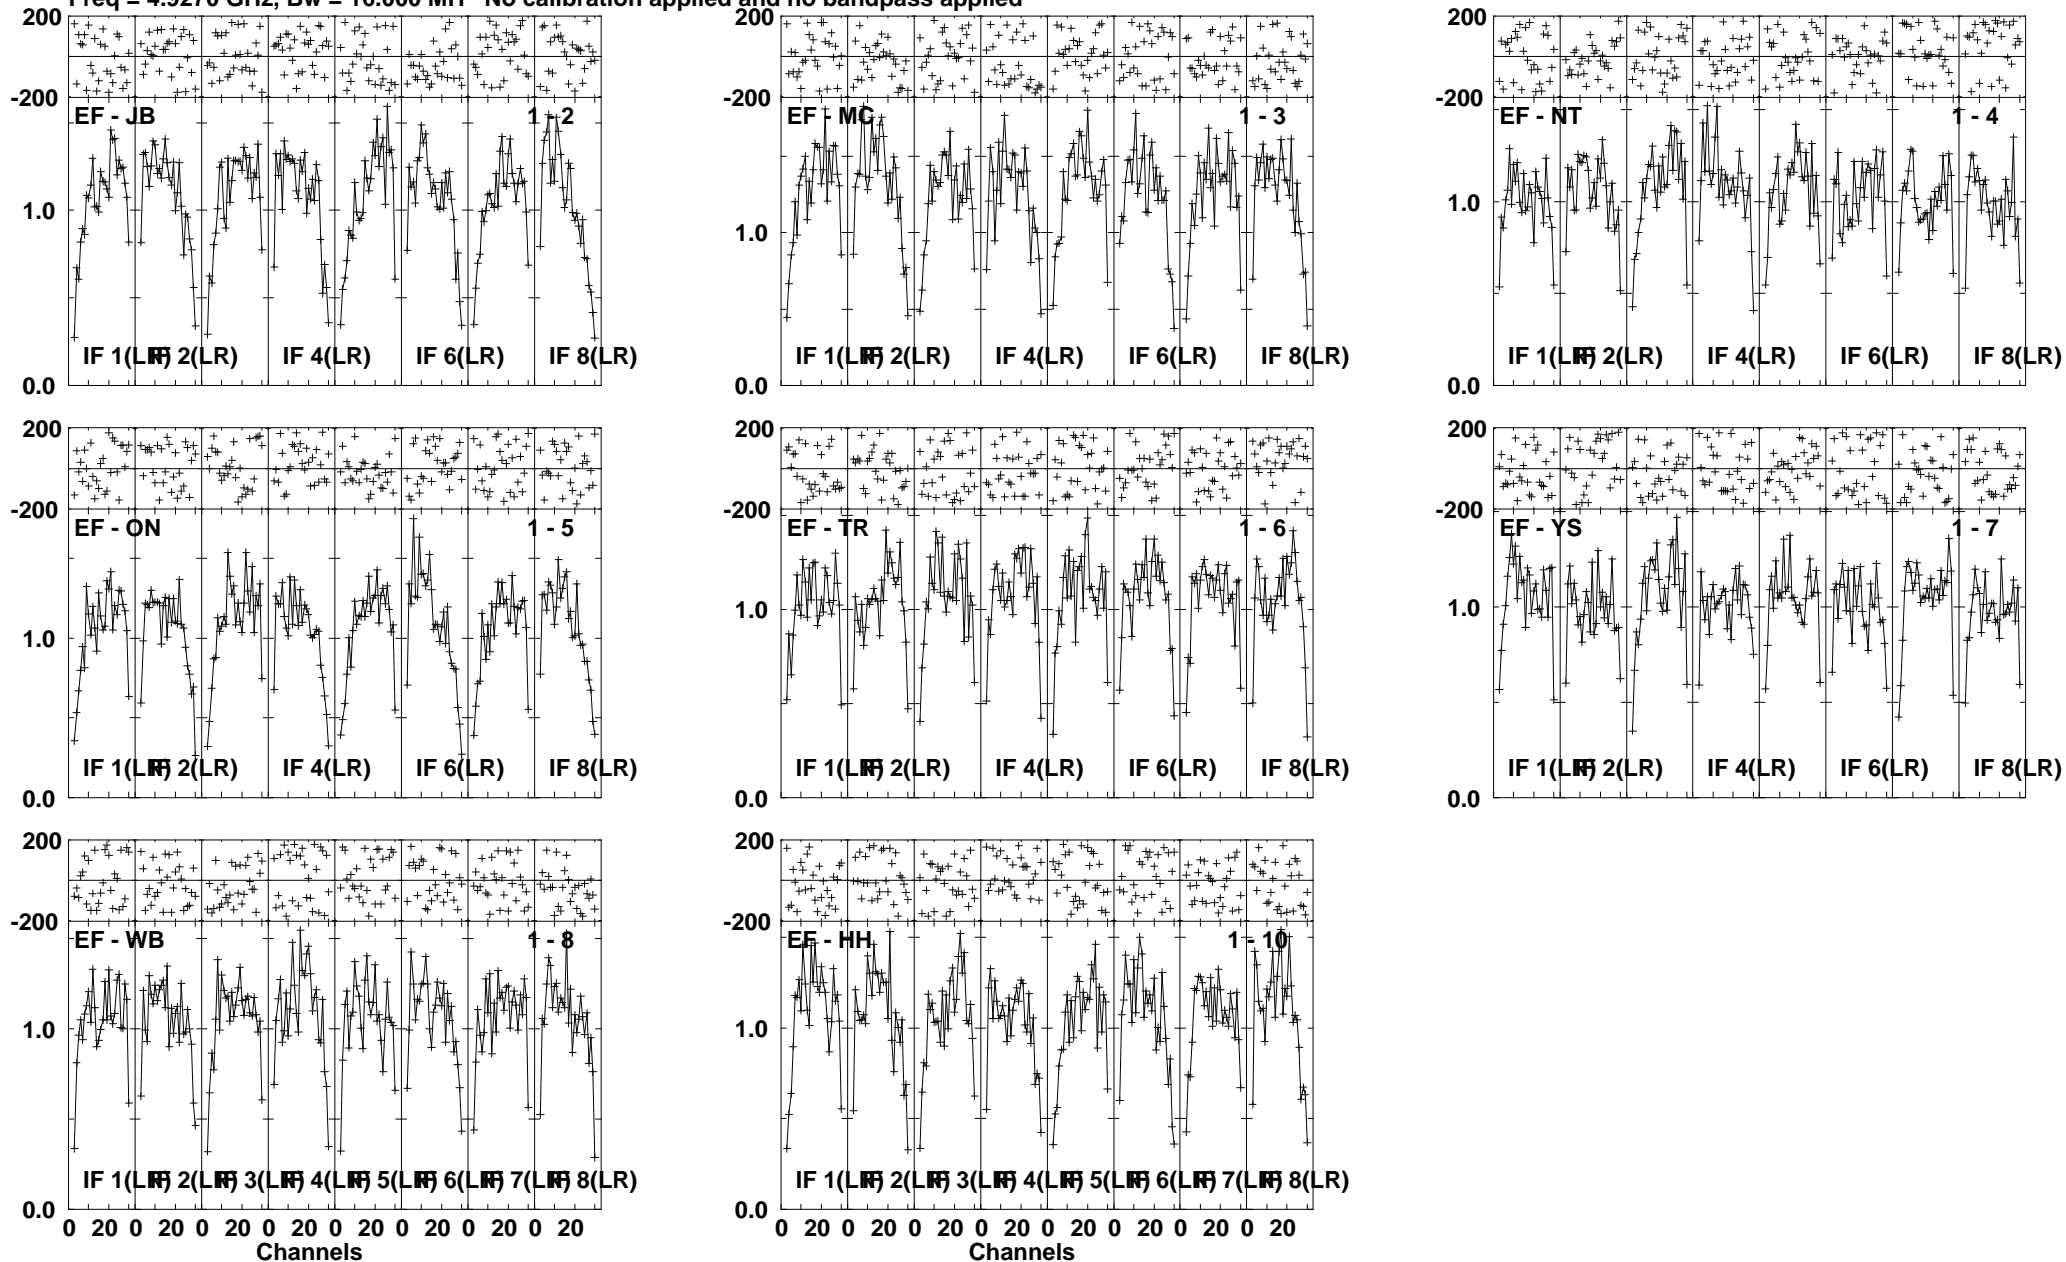 Freq = 4.9270 GHz, Bw = 16.000 MH No calibration applied and no bandpass applied
200
-200
EF - JB 1 - 2
1.0
IF 1(LR) IF 2(LR) IF 4(LR) IF 6(LR) IF 8(LR)
0.0
200
-200
EF - MC 1 - 3
1.0
IF 1(LR) IF 2(LR) IF 4(LR) IF 6(LR) IF 8(LR)
0.0
200
-200
EF - NT 1 - 4
1.0
IF 1(LR) IF 2(LR) IF 4(LR) IF 6(LR) IF 8(LR)
0.0
200
-200
EF - ON 1 - 5
1.0
IF 1(LR) IF 2(LR) IF 4(LR) IF 6(LR) IF 8(LR)
0.0
200
-200
EF - TR 1 - 6
1.0
IF 1(LR) IF 2(LR) IF 4(LR) IF 6(LR) IF 8(LR)
0.0
200
-200
EF - YS 1 - 7
1.0
IF 1(LR) IF 2(LR) IF 4(LR) IF 6(LR) IF 8(LR)
0.0
200
-200
EF - WB 1 - 8
1.0
IF 1(LR) IF 2(LR) IF 3(LR) IF 4(LR) IF 5(LR) IF 6(LR) IF 7(LR) IF 8(LR)
0.0
0 20 0 20 0 20 0 20 0 20 0 20 0 20 0 20
Channels
200
-200
EF - HH 1 - 10
1.0
IF 1(LR) IF 2(LR) IF 3(LR) IF 4(LR) IF 5(LR) IF 6(LR) IF 7(LR) IF 8(LR)
0.0
0 20 0 20 0 20 0 20 0 20 0 20 0 20 0 20
Channels